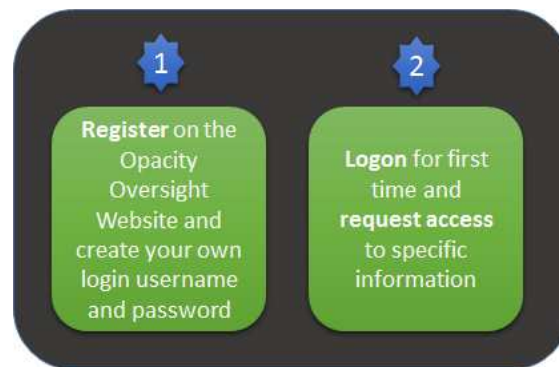 1
Register on the
Opacity
Oversight
Website and
create your own
login username
and password
2
Logon for first
time and
request access
to specific
information